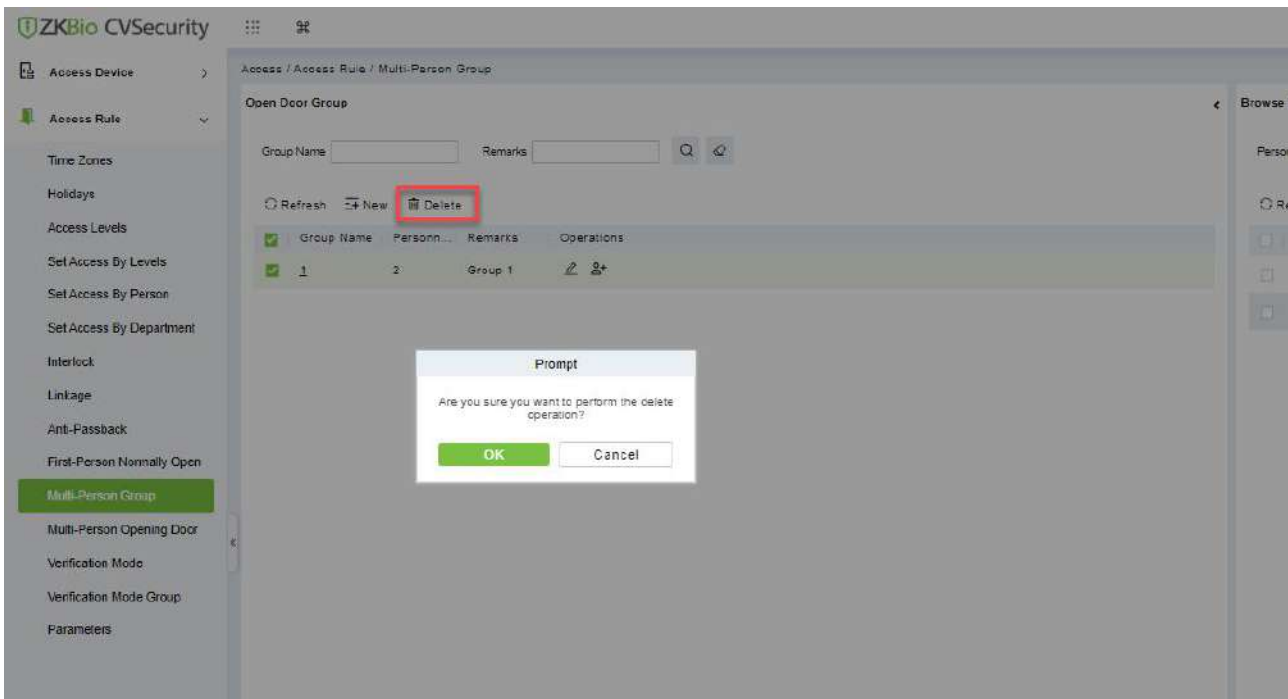 ZKBio CVSecurity
Access Device
Access Rule
Time Zones
Holidays
Access Levels
Set Access By Levels
Set Access By Person
Set Access By Department
Interlock
Linkage
Anti-Passback
First-Person Normally Open
Multi-Person Group
Multi-Person Opening Door
Verification Mode
Verification Mode Group
Parameters
Access / Access Rule / Multi-Person Group
Open Door Group
Group Name Remarks
Refresh New Delete
Group Name Personn... Remarks Operations
1 2 Group 1
Prompt
Are you sure you want to perform the delete
operation?
OK Cancel
Browse
Person
Re